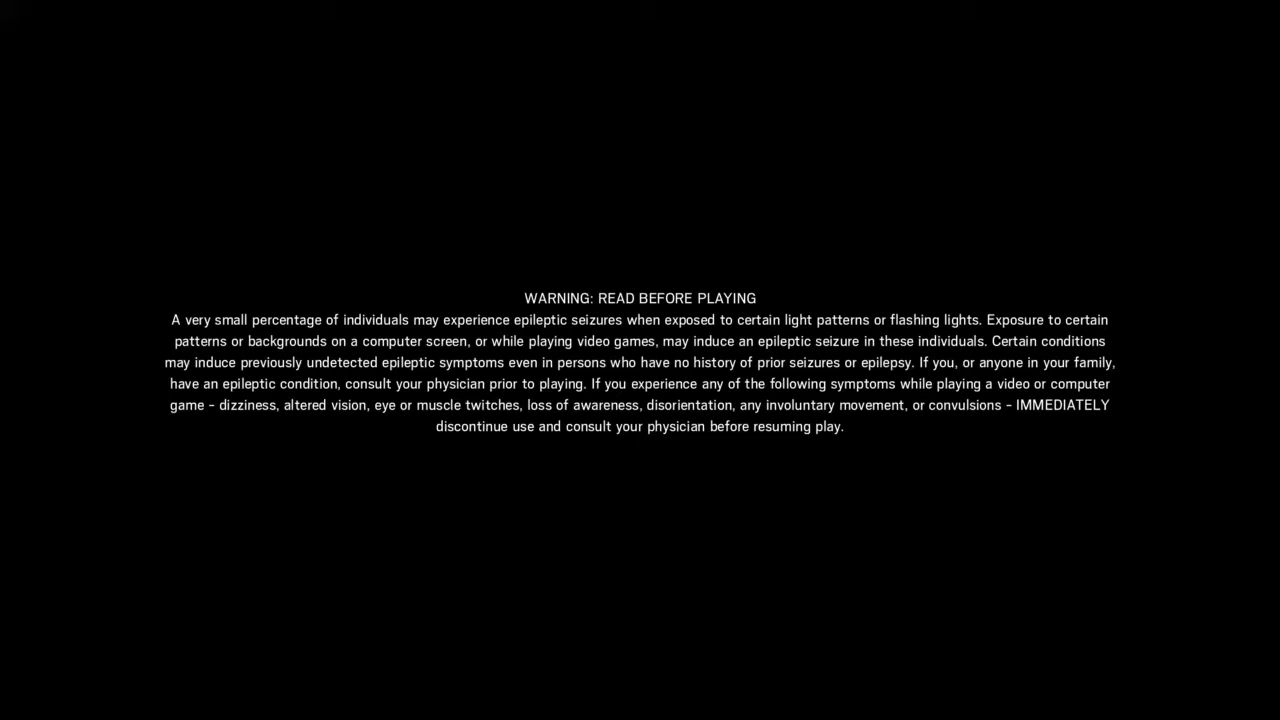 WARNING: READ BEFORE PLAYING
A very small percentage of individuals may experience epileptic seizures when exposed to certain light patterns or flashing lights. Exposure to certain
patterns or backgrounds on a computer screen, or while playing video games, may induce an epileptic seizure in these individuals. Certain conditions
may induce previously undetected epileptic symptoms even in persons who have no history of prior seizures or epilepsy. If you, or anyone in your family,
have an epileptic condition, consult your physician prior to playing. If you experience any of the following symptoms while playing a video or computer
game - dizziness, altered vision, eye or muscle twitches, loss of awareness, disorientation, any involuntary movement, or convulsions - IMMEDIATELY
discontinue use and consult your physician before resuming play.